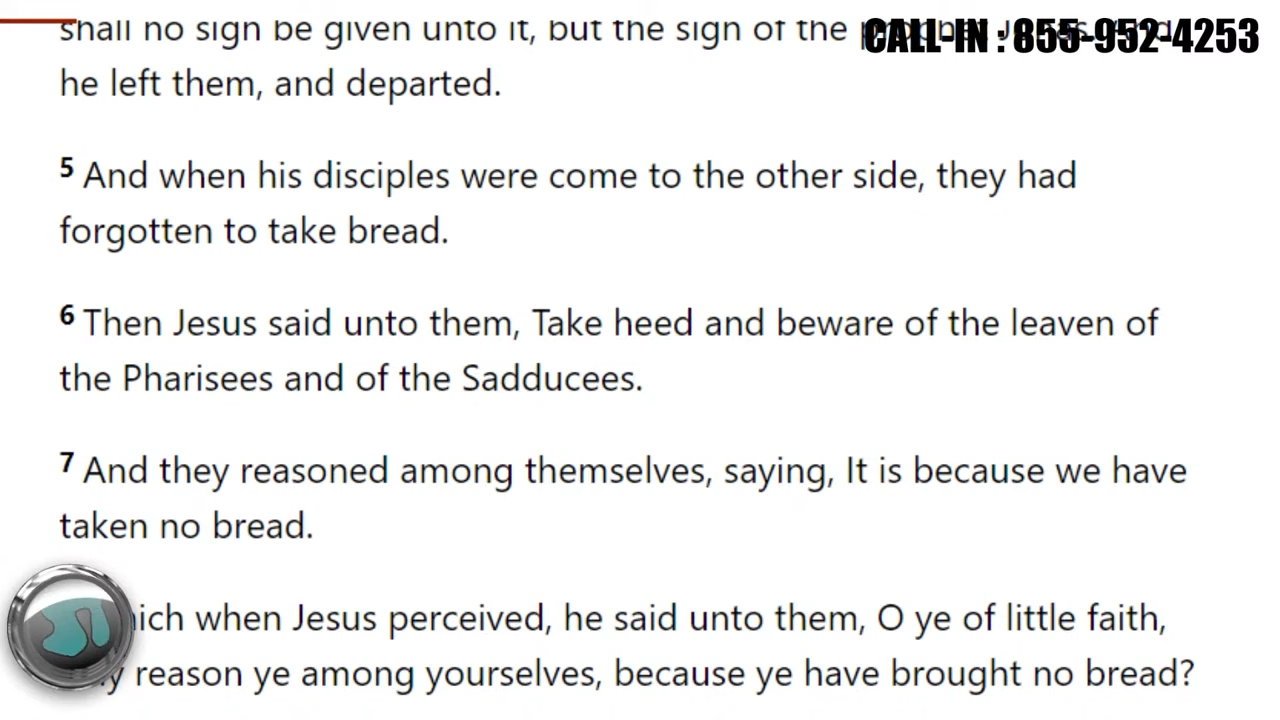 shall no sign be given unto it, but the sign of the
CALL-IN : 855-952-4253
he left them, and departed.
5 And when his disciples were come to the other side, they had
forgotten to take bread.
6 Then Jesus said unto them, Take heed and beware of the leaven of
the Pharisees and of the Sadducees.
7 And they reasoned among themselves, saying, It is because we have
taken no bread.
when Jesus perceived, he said unto them, O ye of little faith,
reason ye among yourselves, because ye have brought no bread?